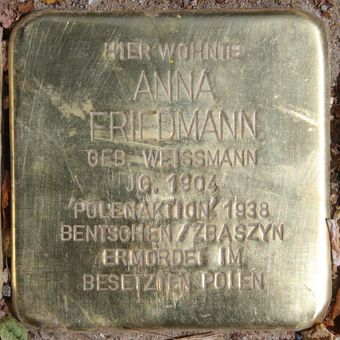 HIER WOHNTE
ANNA
FRIEDMANN
GEB. WEISSMANN
JG. 1904
'POLENAKTION' 1938
BENTSCHEN/ZBASZYN
ERMORDET IM
BESETZTEN POLEN